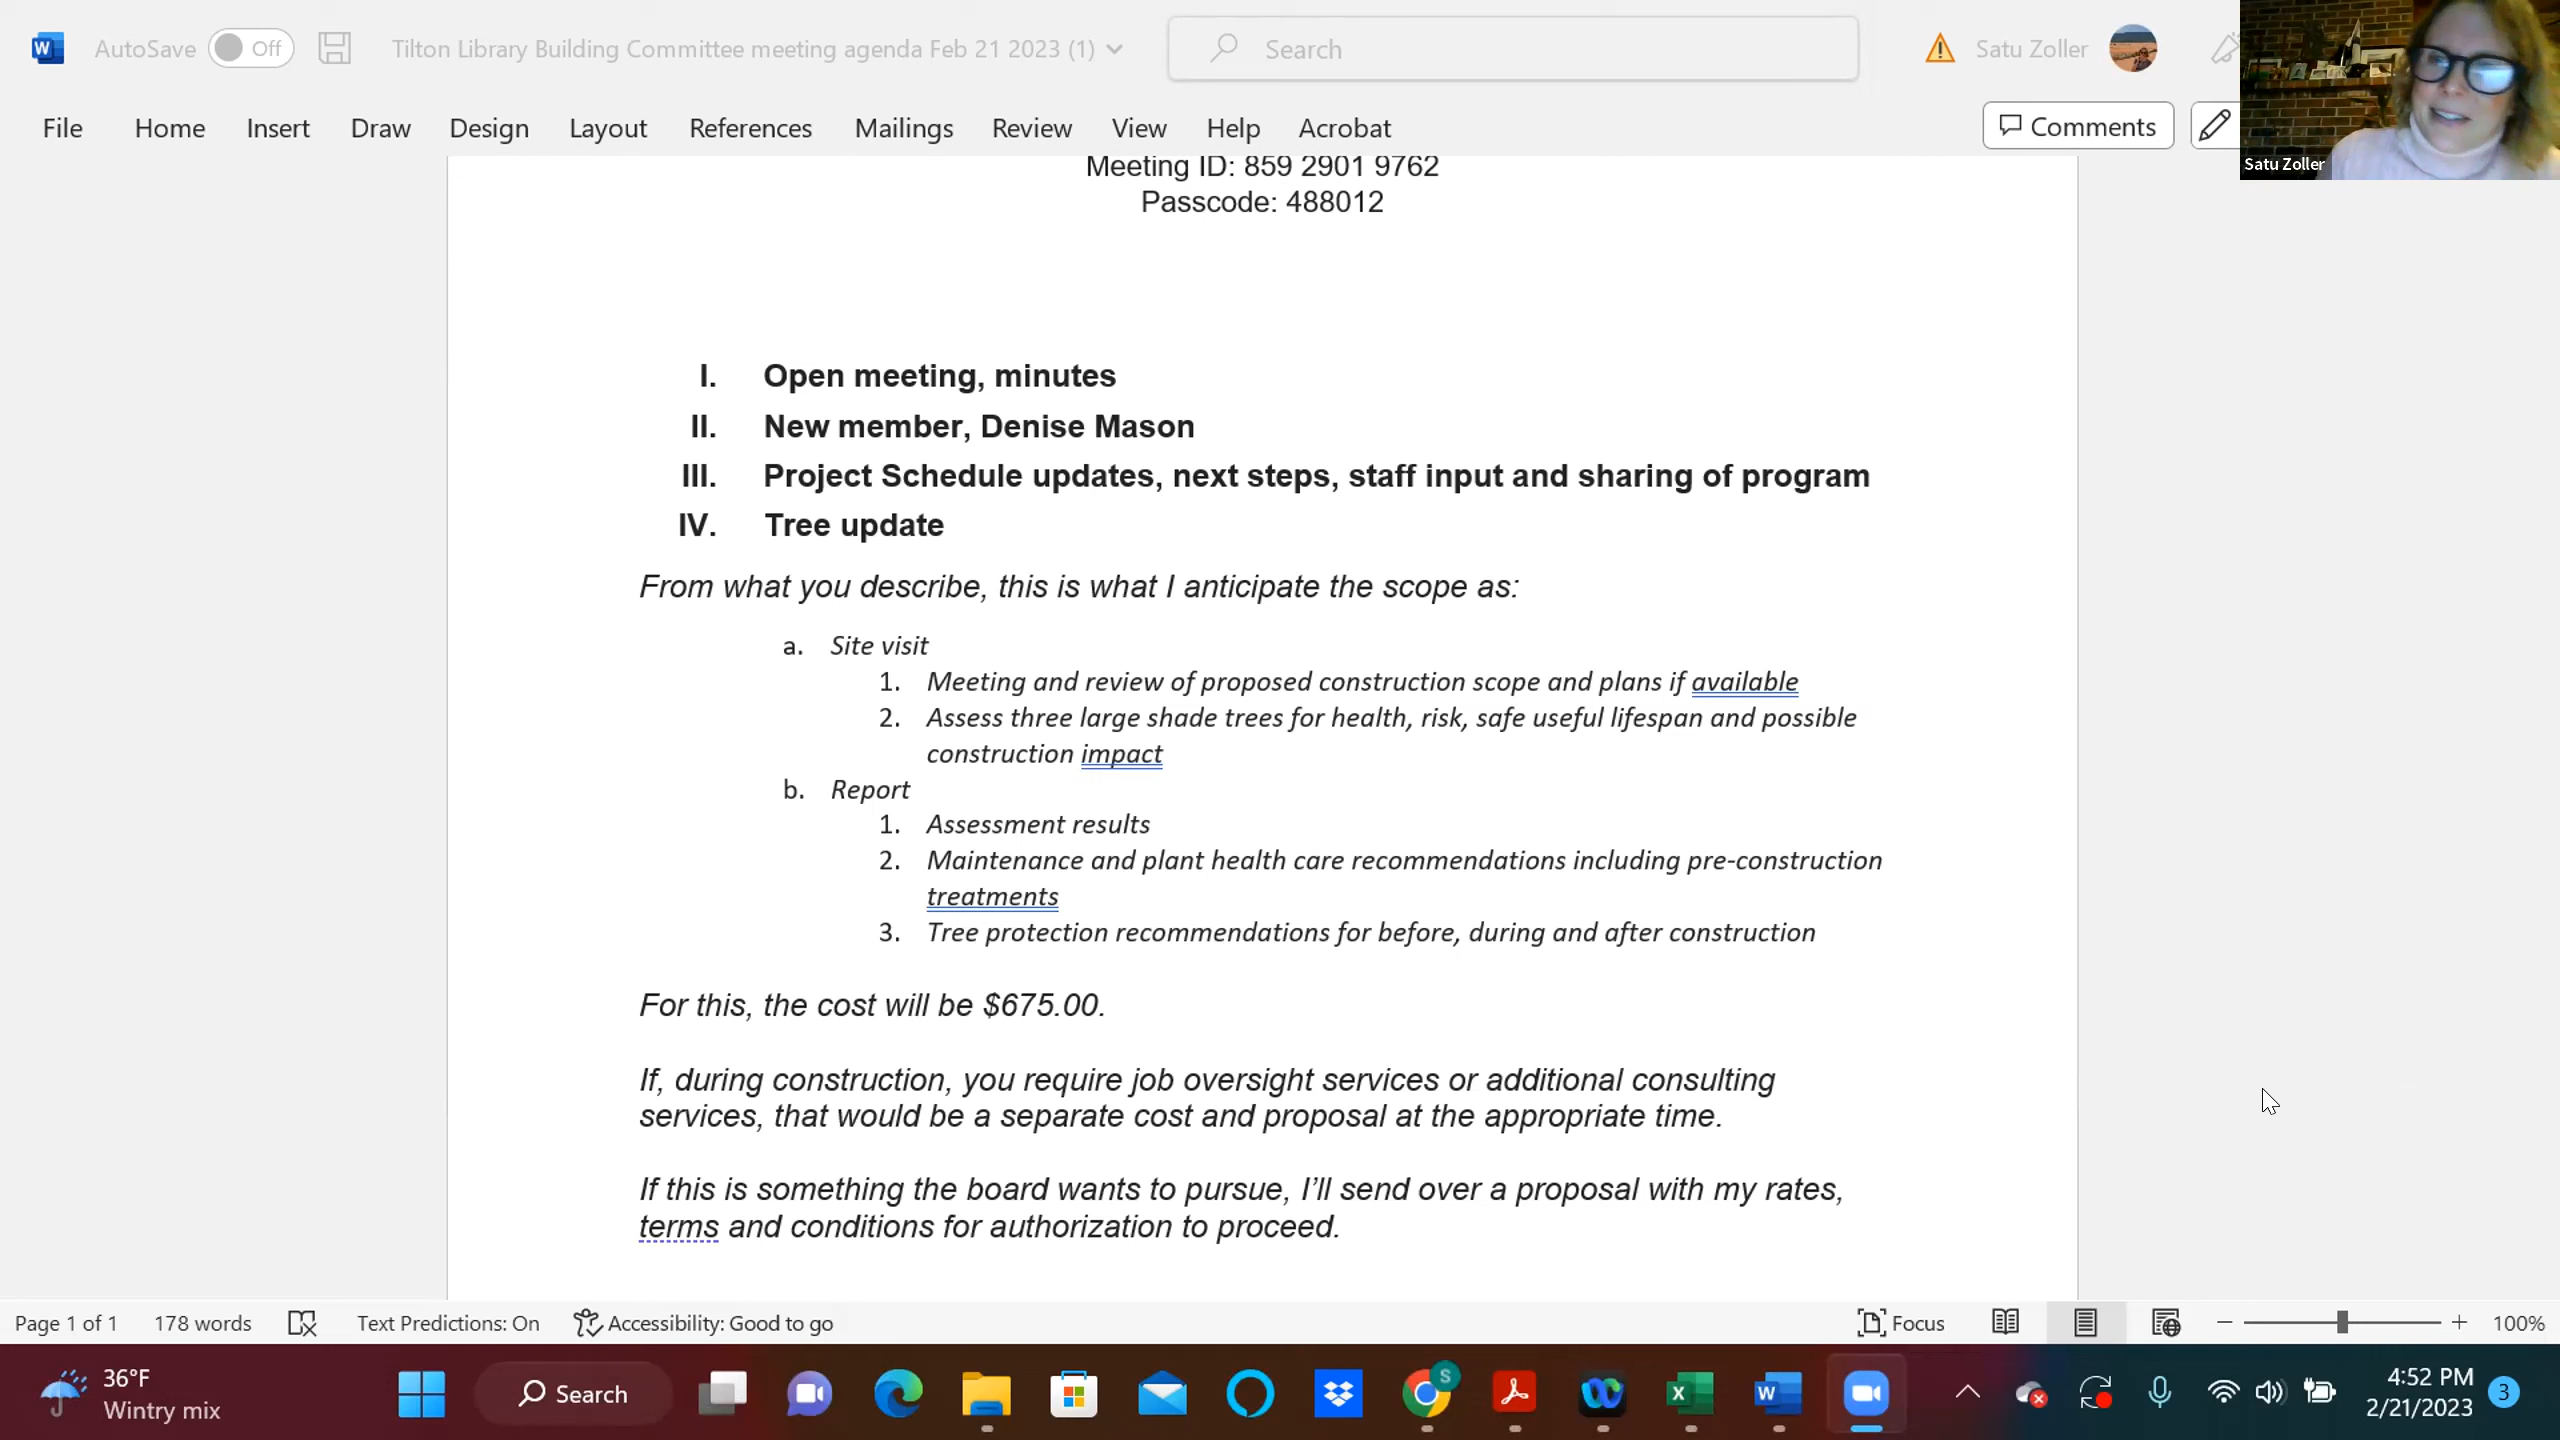 AutoSave Off Tilton Library Building Committee meeting agenda Feb 21 2023 (1) Search Satu Zoller
File Home Insert Draw Design Layout References Mailings Review View Help Acrobat Comments
Satu Zoller
Meeting ID: 859 2901 9762
Passcode: 488012
I. Open meeting, minutes
II. New member, Denise Mason
III. Project Schedule updates, next steps, staff input and sharing of program
IV. Tree update
From what you describe, this is what I anticipate the scope as:
a. Site visit
1. Meeting and review of proposed construction scope and plans if available
2. Assess three large shade trees for health, risk, safe useful lifespan and possible
construction impact
b. Report
1. Assessment results
2. Maintenance and plant health care recommendations including pre-construction
treatments
3. Tree protection recommendations for before, during and after construction
For this, the cost will be $675.00.
If, during construction, you require job oversight services or additional consulting
services, that would be a separate cost and proposal at the appropriate time.
If this is something the board wants to pursue, I'll send over a proposal with my rates,
terms and conditions for authorization to proceed.
Page 1 of 1 178 words Text Predictions: On Accessibility: Good to go Focus 100%
36°F
Wintry mix
Search
S
4:52 PM
2/21/2023
3